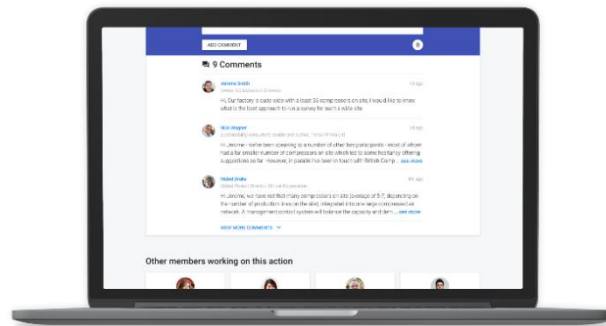 ADD COMMENT
9 Comments
Jerome Smith
Hi, Our factory is quite wide with at least 35 compressors on site, I would like to know
what is the best approach to run a survey for such a wide site.
Nick Wagner
Hi Jerome - we've been speaking to a number of other bee participants - most of whom
had a far smaller number of compressors on site which led to some hesitancy offering
suggestions so far. However, in parallel I've been in touch with British Comp ... see more
Hi Jerome, we have not that many compressors on site (average of 5-7, depending on
the number of production lines on the site), integrated into one large compressed air
network. A management control system will balance the capacity and dem ... see more
VIEW MORE COMMENTS
Other members working on this action